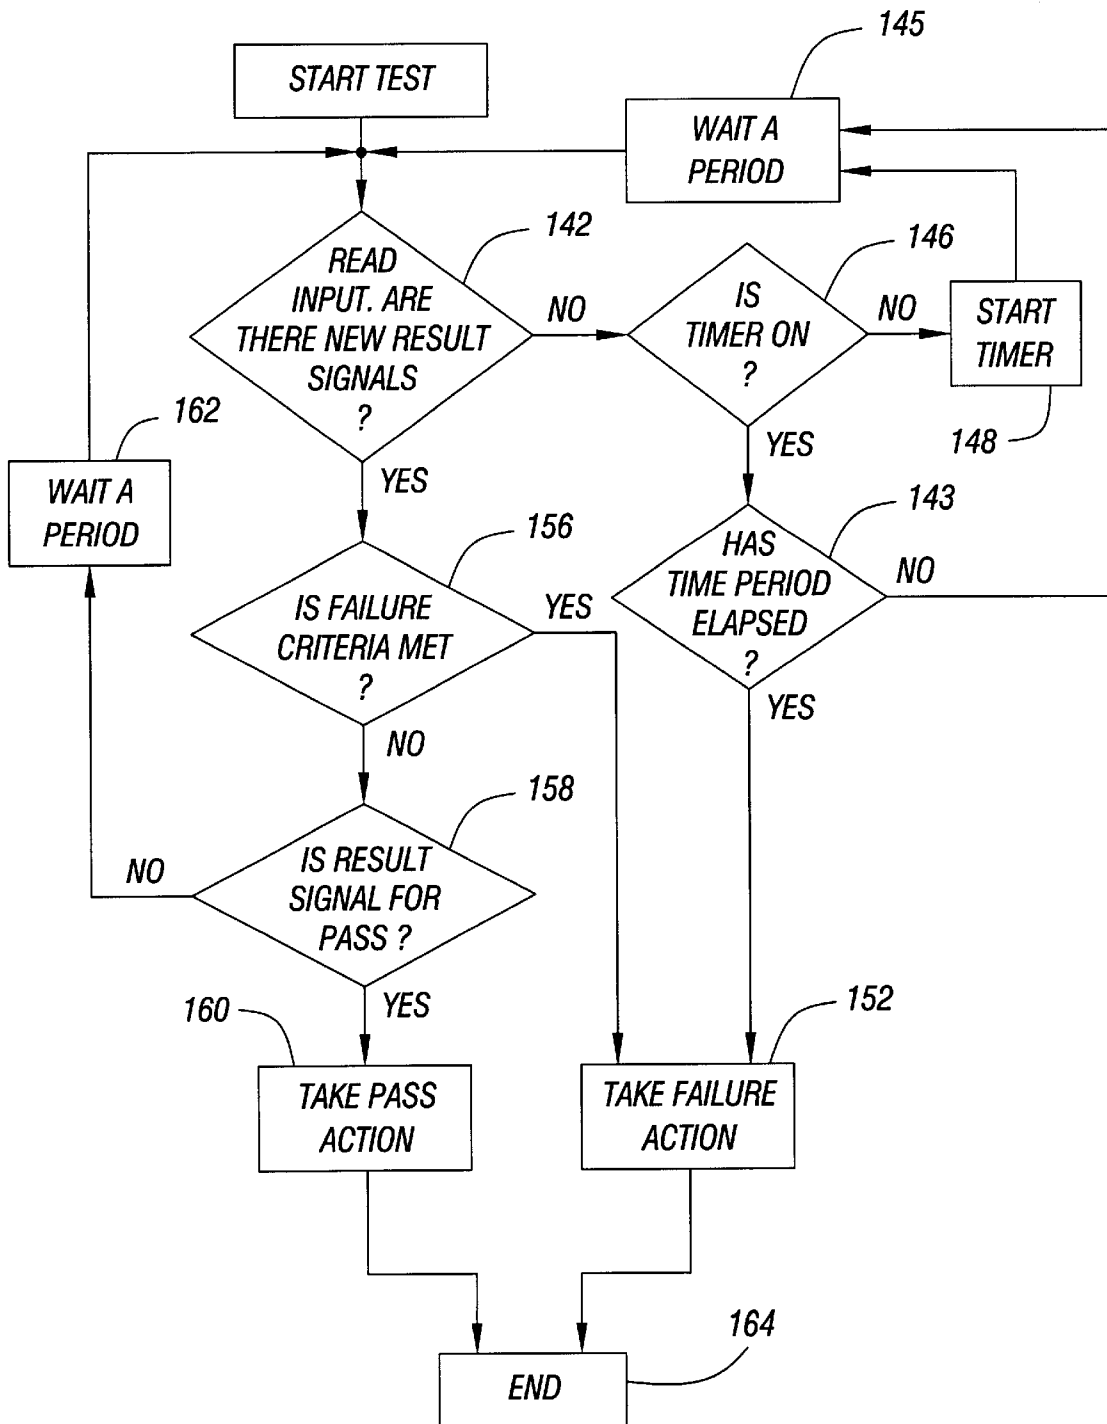 145
START TEST
WAIT A
PERIOD
142
146
READ
INPUT. ARE
THERE NEW RESULT
SIGNALS
?
NO
IS
TIMER ON
?
NO
START
TIMER
148
162
WAIT A
PERIOD
YES
YES
143
156
HAS
TIME PERIOD
ELAPSED
?
NO
IS FAILURE
CRITERIA MET
?
YES
YES
NO
158
IS RESULT
SIGNAL FOR
PASS ?
NO
YES
160
152
TAKE PASS
ACTION
TAKE FAILURE
ACTION
164
END